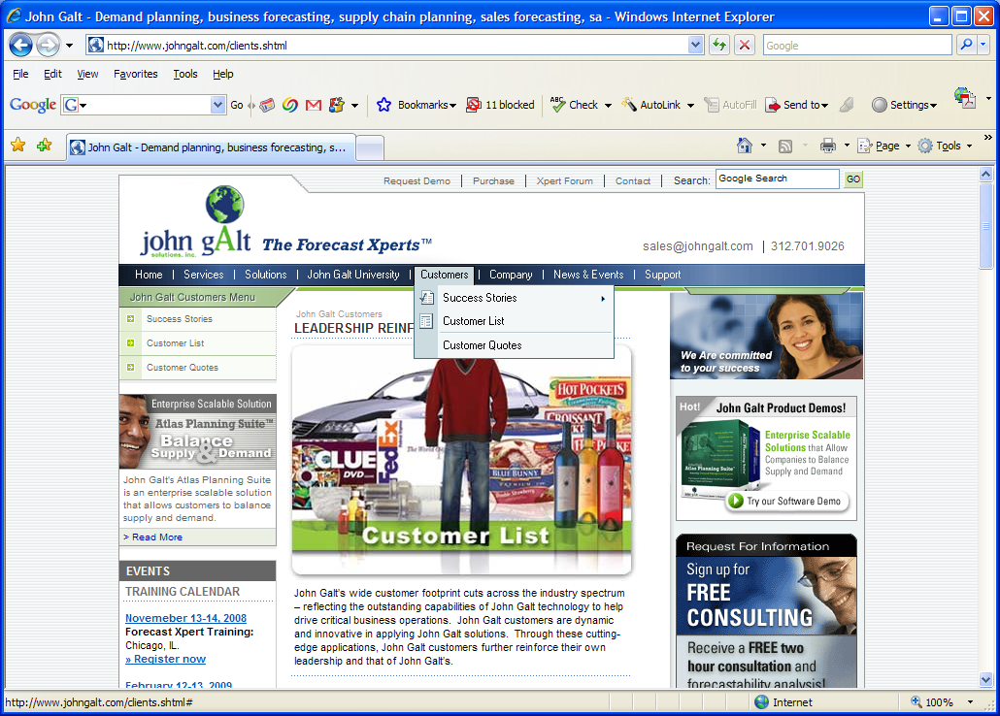 John Galt - Demand planning, business forecasting, supply chain planning, sales forecasting, sa - Windows Internet Explorer
http://www.johngalt.com/clients.shtml
Google
File Edit View Favorites Tools Help
Google G Go Bookmarks 11 blocked ABC Check AutoLink AutoFill Send to Settings
John Galt - Demand planning, business forecasting, s...
Page Tools »
Request Demo | Purchase | Xpert Forum | Contact | Search: Google Search GO
john gAlt
solutions, inc.
The Forecast Xperts™
sales@johngalt.com | 312.701.9026
Home | Services | Solutions | John Galt University | Customers | Company | News & Events | Support
Success Stories
Customer List
Customer Quotes
John Galt Customers Menu
Success Stories
Customer List
Customer Quotes
Enterprise Scalable Solution
Atlas Planning Suite™
Balance
Supply & Demand
John Galt's Atlas Planning Suite
is an enterprise scalable solution
that allows customers to balance
supply and demand.
> Read More
EVENTS
TRAINING CALENDAR
Novemeber 13-14, 2008
Forecast Xpert Training:
Chicago, IL.
» Register now
February 12-13, 2009
John Galt Customers
LEADERSHIP REINF
HOT POCKETS
CROISSANT
FedEx
CLUE
DVD
BLUE BUNNY
PREMIUM
Double Strawberry
Customer List
John Galt's wide customer footprint cuts across the industry spectrum
– reflecting the outstanding capabilities of John Galt technology to help
drive critical business operations. John Galt customers are dynamic
and innovative in applying John Galt solutions. Through these cutting-
edge applications, John Galt customers further reinforce their own
leadership and that of John Galt's.
We Are committed
to your success
Hot!
John Galt Product Demos!
Atlas Planning Suite
Enterprise Scalable
Solutions that Allow
Companies to Balance
Supply and Demand
Try our Software Demo
Request For Information
Sign up for
FREE
CONSULTING
Receive a FREE two
hour consultation and
forecastability analysis!
http://www.johngalt.com/clients.shtml#
Internet
100%